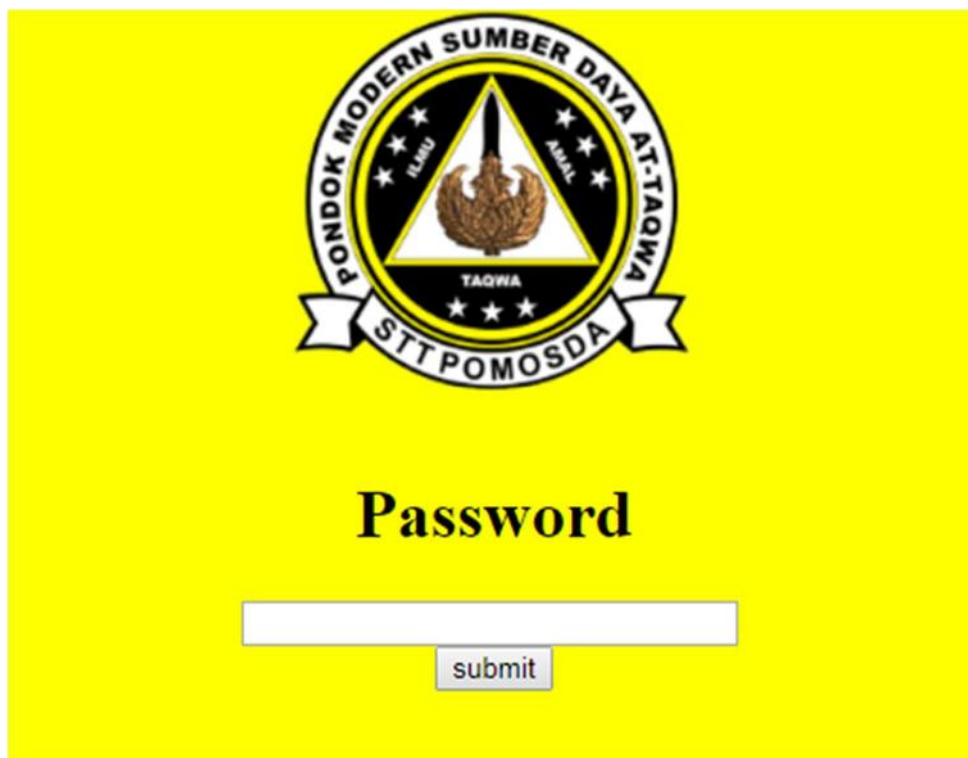 PONDOK MODERN SUMBER DAYA AT-TAQWA
ILMU
AMAL
TAQWA
STT POMOSDA
Password
submit